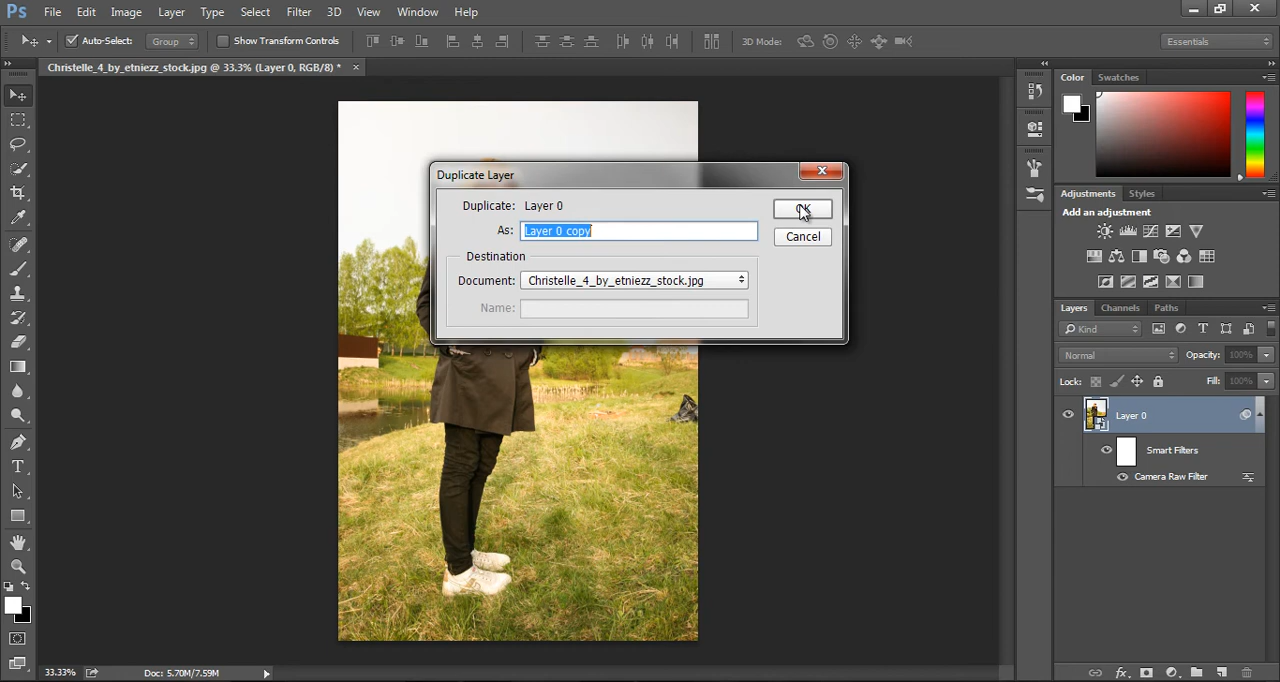 Ps File Edit Image Layer Type Select Filter 3D View Window Help
Auto-Select: Group Show Transform Controls 3D Mode: Essentials
Christelle_4_by_etniezz_stock.jpg @ 33.3% (Layer 0, RGB/8) *
Color Swatches
Duplicate Layer
Duplicate: Layer 0
OK
As: Layer 0 copy
Cancel
Destination
Document: Christelle_4_by_etniezz_stock.jpg
Name:
Adjustments Styles
Add an adjustment
Layers Channels Paths
Kind
Normal Opacity: 100%
Lock: Fill: 100%
Layer 0
Smart Filters
Camera Raw Filter
33.33% Doc: 5.70M/7.59M